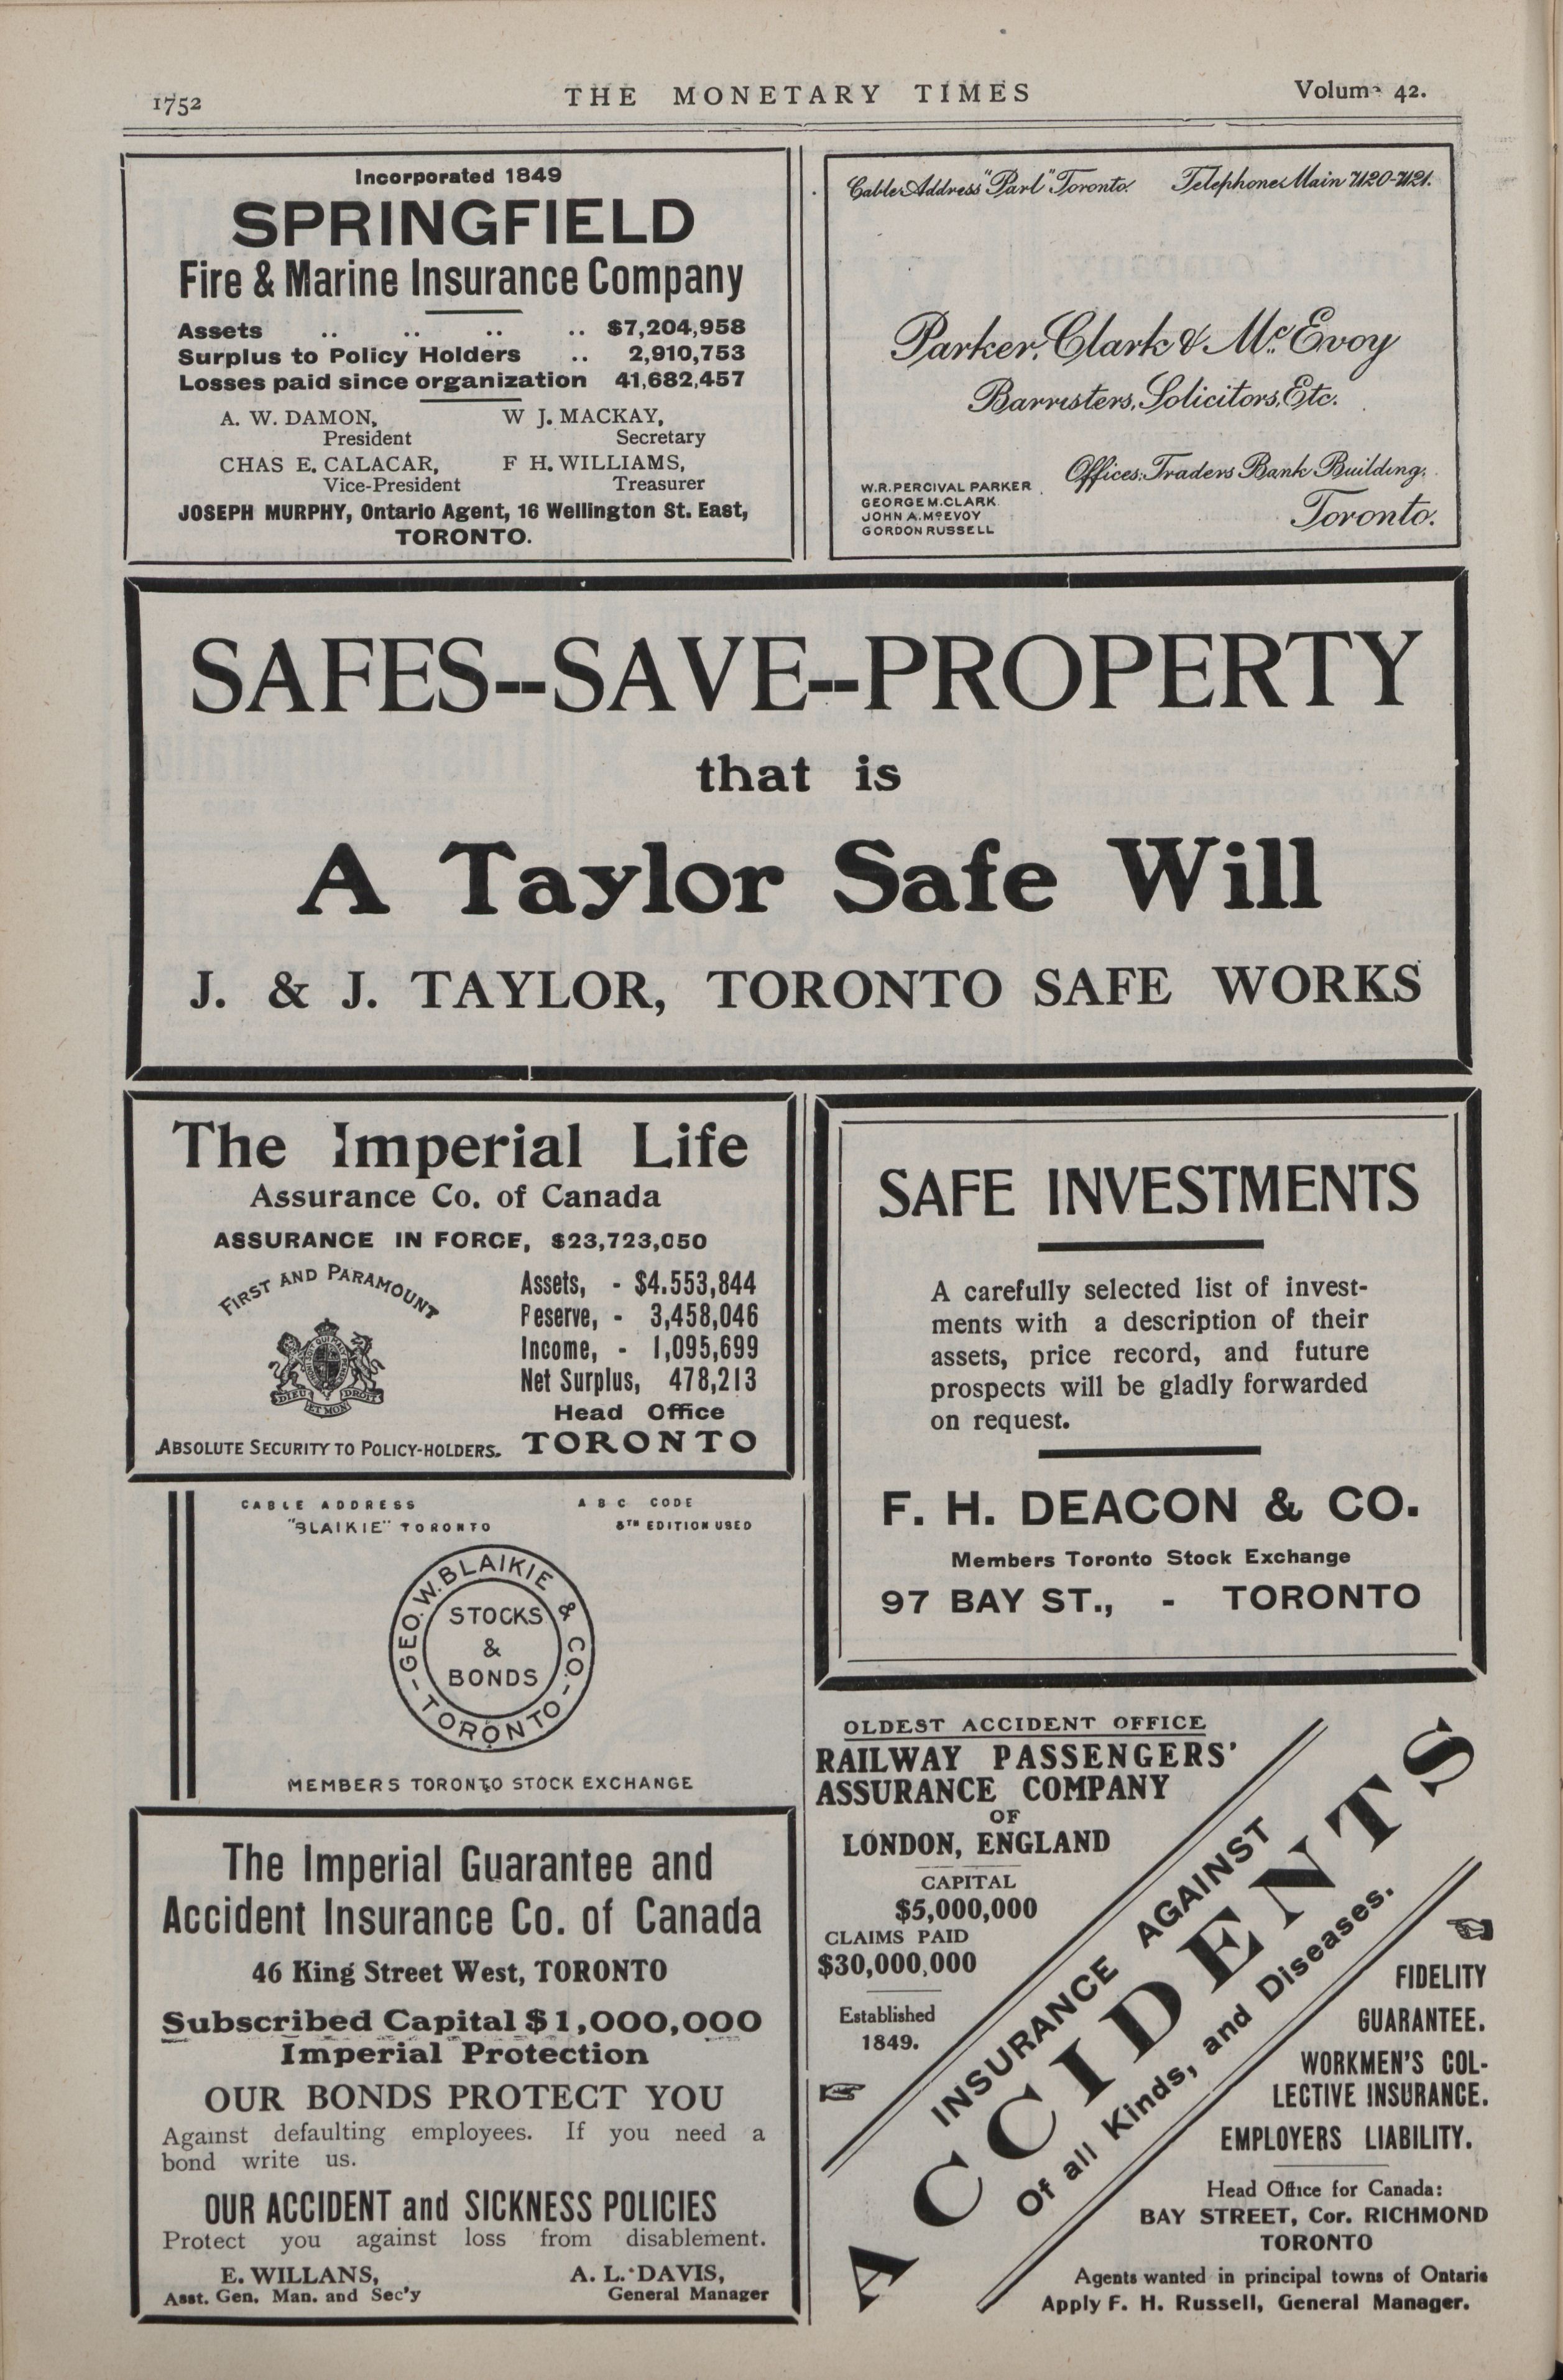 1752
THE MONETARY TIMES
Volume 42.
Incorporated 1849
SPRINGFIELD
Fire & Marine Insurance Company
Assets .. .. .. .. $7,204,958
Surplus to Policy Holders .. 2,910,753
Losses paid since organization 41,682,457
A. W. DAMON, W J. MACKAY,
President Secretary
CHAS E. CALACAR, F H. WILLIAMS,
Vice-President Treasurer
JOSEPH MURPHY, Ontario Agent, 16 Wellington St. East,
TORONTO.
Cable Address "Parl" Toronto. Telephones Main 7120-7121.
Parker, Clark & McEvoy
Barristers, Solicitors, Etc.
Offices: Traders Bank Building,
Toronto.
W.R. PERCIVAL PARKER
GEORGE M. CLARK
JOHN A. McEVOY
GORDON RUSSELL
SAFES--SAVE--PROPERTY
that is
A Taylor Safe Will
J. & J. TAYLOR, TORONTO SAFE WORKS
The Imperial Life
Assurance Co. of Canada
ASSURANCE IN FORCE, $23,723,050
FIRST AND PARAMOUNT
Assets, - $4.553,844
Reserve, - 3,458,046
Income, - 1,095,699
Net Surplus, 478,213
Head Office
DIEU ET MON DROIT
ABSOLUTE SECURITY TO POLICY-HOLDERS. TORONTO
SAFE INVESTMENTS
A carefully selected list of invest-
ments with a description of their
assets, price record, and future
prospects will be gladly forwarded
on request.
F. H. DEACON & CO.
Members Toronto Stock Exchange
97 BAY ST., - TORONTO
CABLE ADDRESS A B C CODE
"BLAIKIE" TORONTO 5TH EDITION USED
GEO. W. BLAIKIE & CO.
STOCKS
&
BONDS
TORONTO
MEMBERS TORONTO STOCK EXCHANGE
The Imperial Guarantee and
Accident Insurance Co. of Canada
46 King Street West, TORONTO
Subscribed Capital $1,000,000
Imperial Protection
OUR BONDS PROTECT YOU
Against defaulting employees. If you need a
bond write us.
OUR ACCIDENT and SICKNESS POLICIES
Protect you against loss from disablement.
E. WILLANS, A. L. DAVIS,
Asst. Gen. Man. and Sec'y General Manager
OLDEST ACCIDENT OFFICE
RAILWAY PASSENGERS'
ASSURANCE COMPANY
OF
LONDON, ENGLAND
CAPITAL
$5,000,000
CLAIMS PAID
$30,000,000
Established
1849.
INSURANCE AGAINST
ACCIDENTS
Of all Kinds, and Diseases.
FIDELITY
GUARANTEE.
WORKMEN'S COL-
LECTIVE INSURANCE.
EMPLOYERS LIABILITY.
Head Office for Canada:
BAY STREET, Cor. RICHMOND
TORONTO
Agents wanted in principal towns of Ontario
Apply F. H. Russell, General Manager.